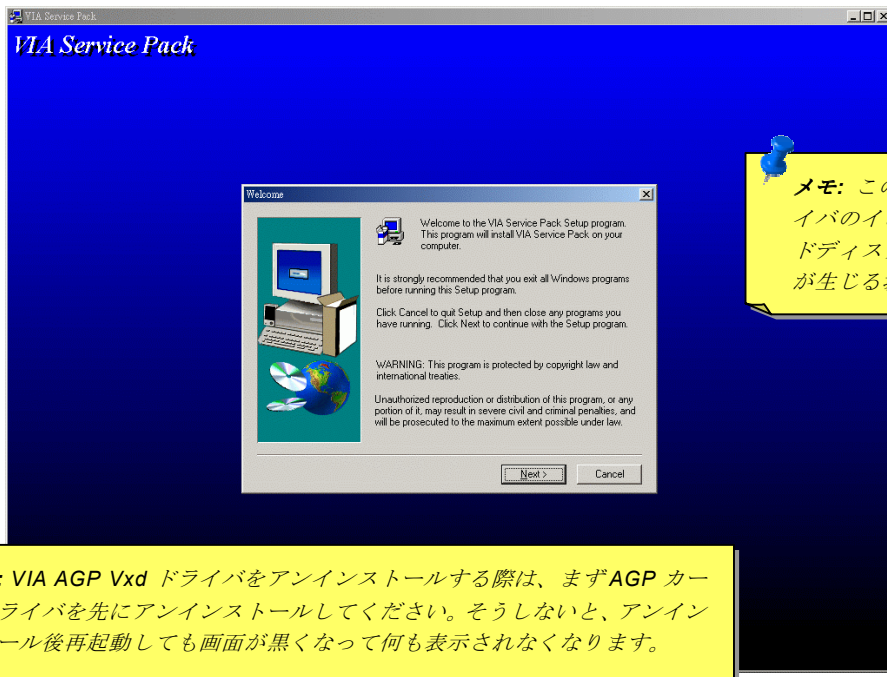 VIA Service Pack
VIA Service Pack
メモ: この
イバのイ
ドディス
が生じる
Welcome
Welcome to the VIA Service Pack Setup program.
This program will install VIA Service Pack on your
computer.
It is strongly recommended that you exit all Windows programs
before running this Setup program.
Click Cancel to quit Setup and then close any programs you
have running. Click Next to continue with the Setup program.
WARNING: This program is protected by copyright law and
international treaties.
Unauthorized reproduction or distribution of this program, or any
portion of it, may result in severe civil and criminal penalties, and
will be prosecuted to the maximum extent possible under law.
Next >
Cancel
: VIA AGP Vxd ドライバをアンインストールする際は、まずAGP カー
ライバを先にアンインストールしてください。そうしないと、アンイン
ール後再起動しても画面が黒くなって何も表示されなくなります。